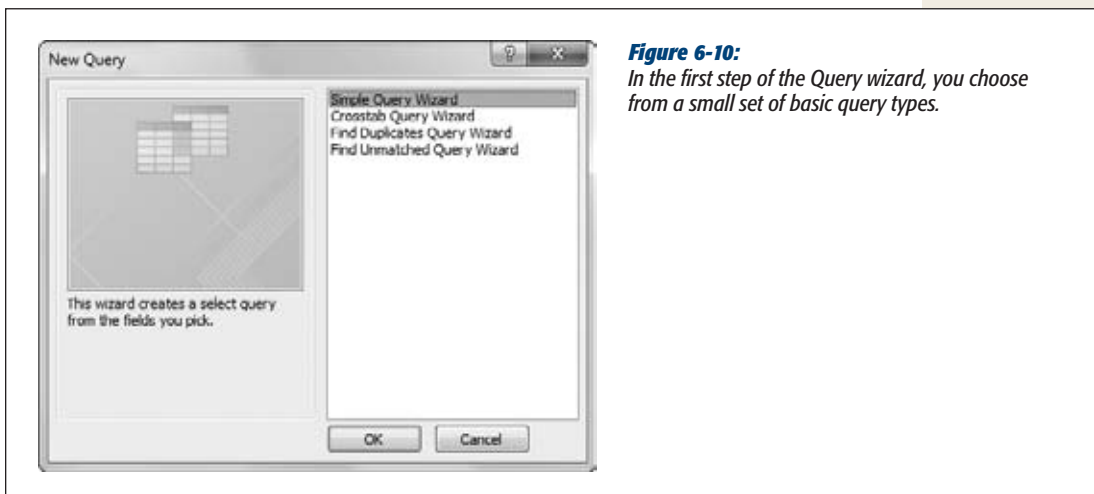 New Query
Simple Query Wizard
Crosstab Query Wizard
Find Duplicates Query Wizard
Find Unmatched Query Wizard
This wizard creates a select query
from the fields you pick.
OK
Cancel
Figure 6-10:
In the first step of the Query wizard, you choose
from a small set of basic query types.